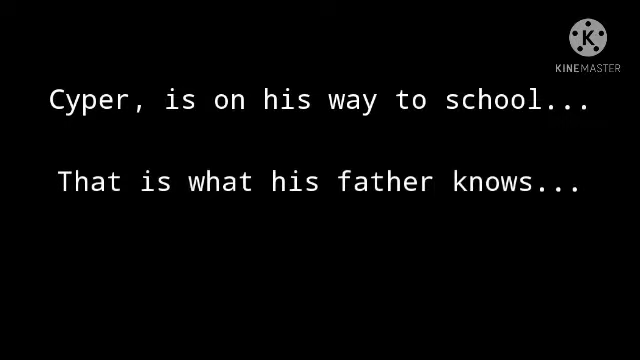 K
KINEMASTER
Cyper, is on his way to school...
That is what his father knows...